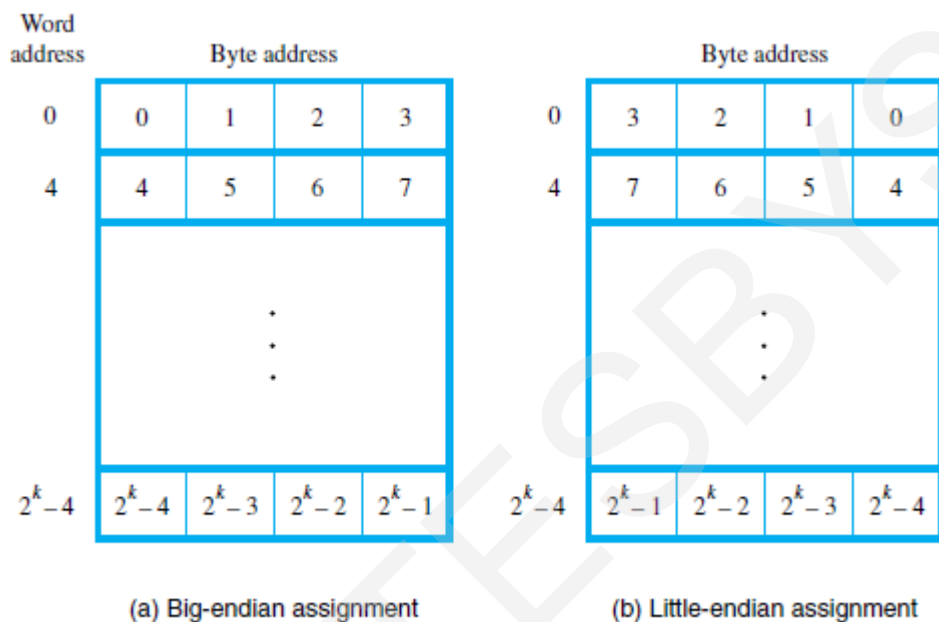 Word
address
Byte address
Byte address
0 0 1 2 3
0 3 2 1 0
4 4 5 6 7
4 7 6 5 4
2^k – 4 2^k – 4 2^k – 3 2^k – 2 2^k – 1
2^k – 4 2^k – 1 2^k – 2 2^k – 3 2^k – 4
(a) Big-endian assignment
(b) Little-endian assignment
TESBYS